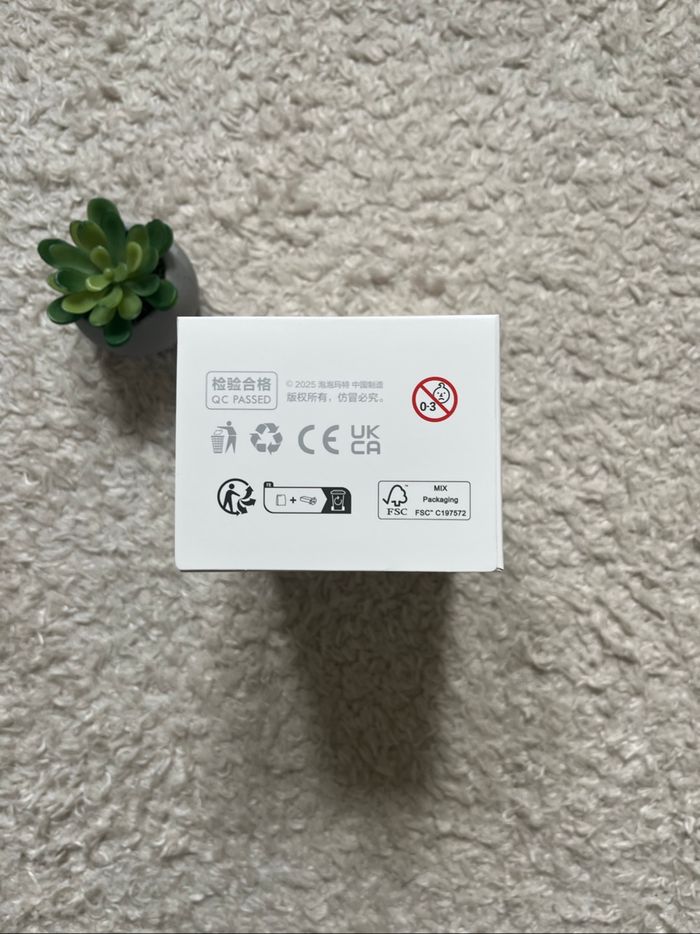 检验合格
QC PASSED
© 2025 泡泡玛特 中国制造
版权所有，仿冒必究。
0-3
CE
UK
CA
FR
+
MIX
Packaging
FSC
FSC™ C197572